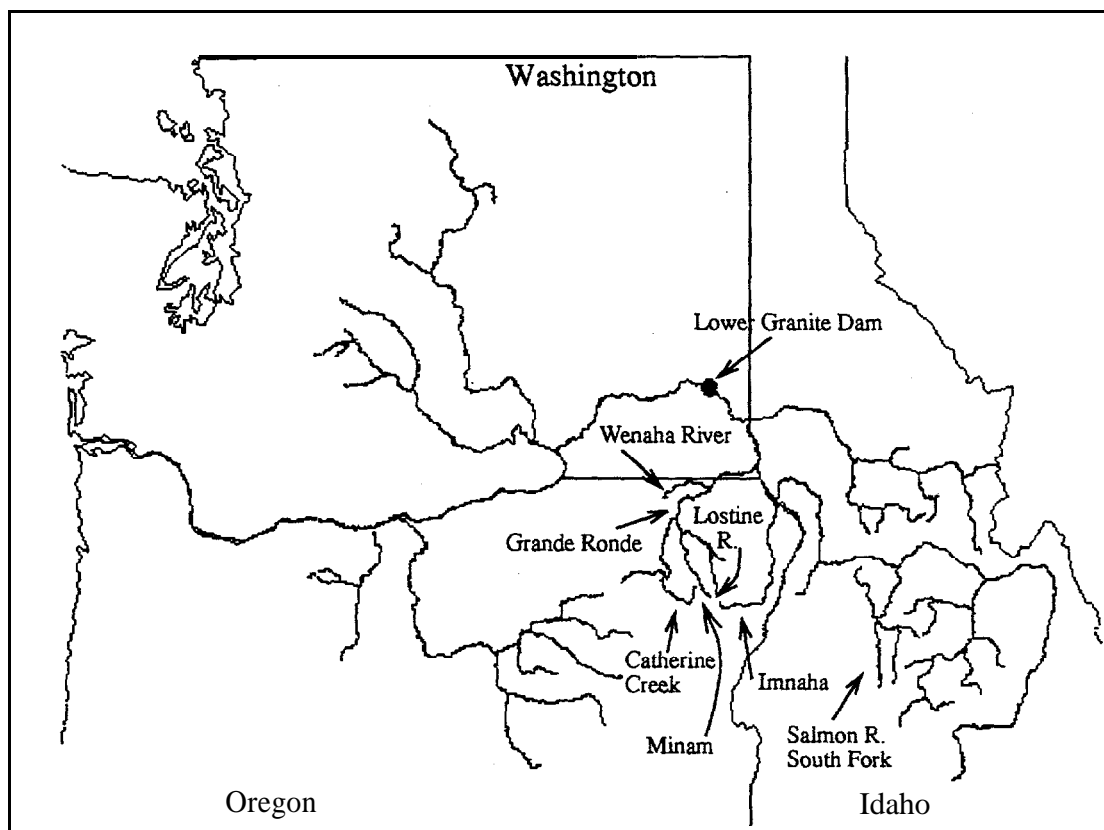 Washington
Lower Granite Dam
Wenaha River
Lostine
R.
Grande Ronde
Catherine
Creek
Imnaha
Minam
Salmon R.
South Fork
Oregon
Idaho